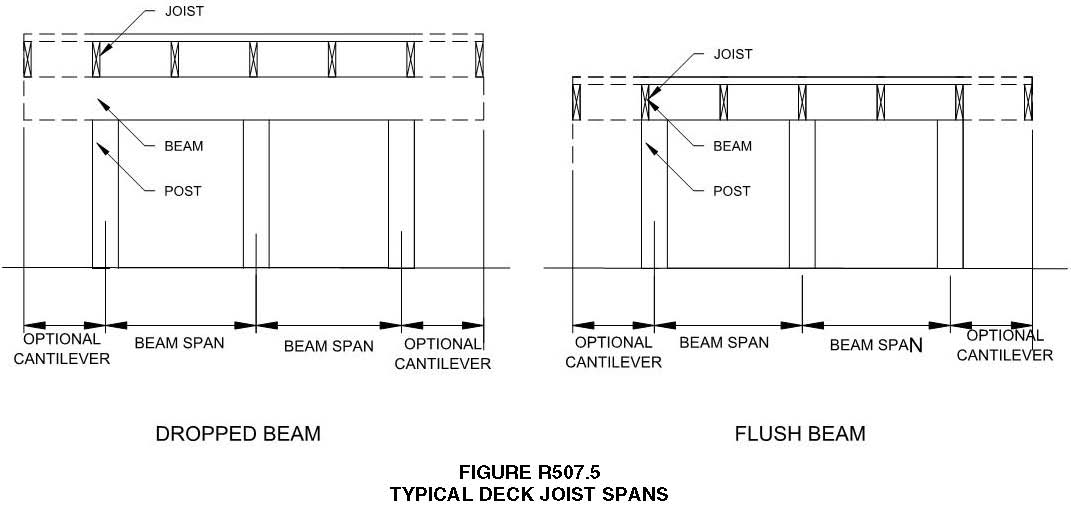 JOIST
BEAM
POST
OPTIONAL
CANTILEVER
BEAM SPAN
BEAM SPAN
OPTIONAL
CANTILEVER
DROPPED BEAM
JOIST
BEAM
POST
OPTIONAL
CANTILEVER
BEAM SPAN
BEAM SPAN
OPTIONAL
CANTILEVER
FLUSH BEAM
FIGURE R507.5
TYPICAL DECK JOIST SPANS